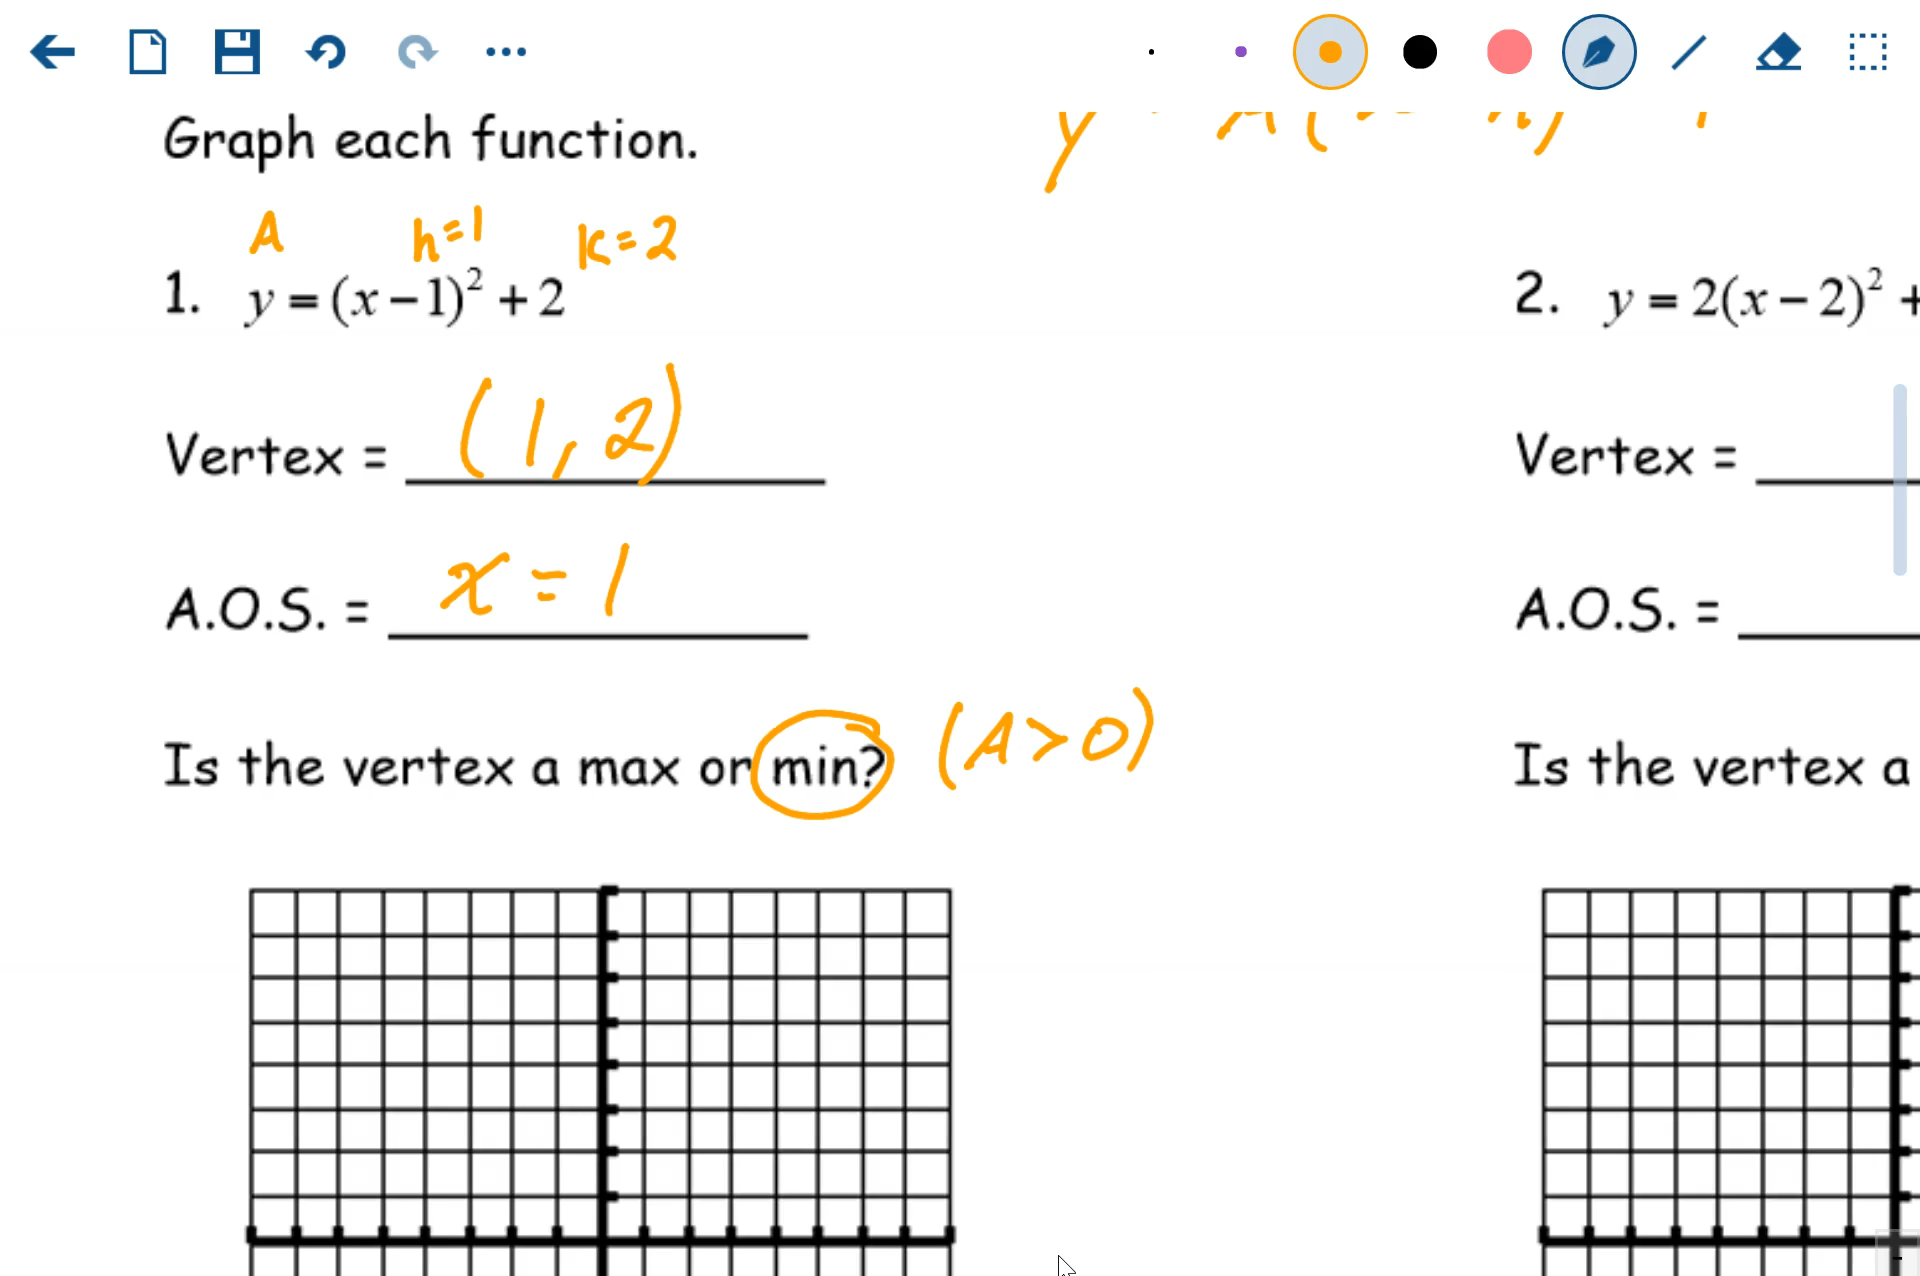 Graph each function.
A h=1 K=2
1. y = (x − 1)² + 2
Vertex = (1, 2)
A.O.S. = x = 1
Is the vertex a max or min? (A > 0)
2. y = 2(x − 2)² +
Vertex =
A.O.S. =
Is the vertex a